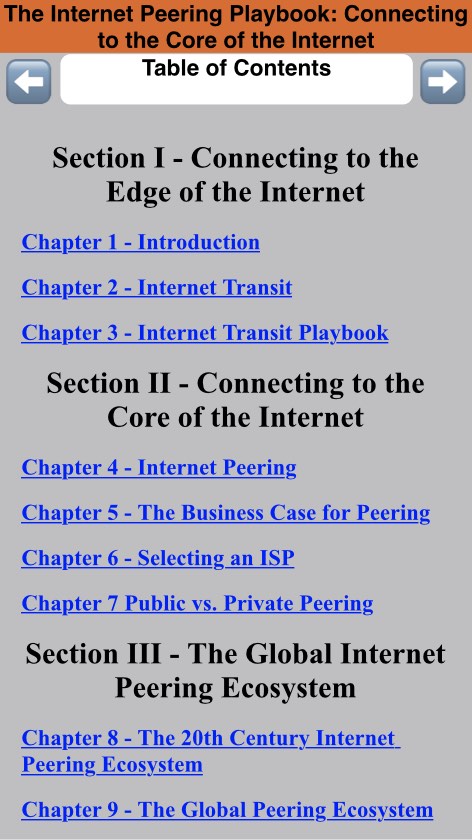 The Internet Peering Playbook: Connecting
to the Core of the Internet
Table of Contents
Section I - Connecting to the
Edge of the Internet
Chapter 1 - Introduction
Chapter 2 - Internet Transit
Chapter 3 - Internet Transit Playbook
Section II - Connecting to the
Core of the Internet
Chapter 4 - Internet Peering
Chapter 5 - The Business Case for Peering
Chapter 6 - Selecting an ISP
Chapter 7 Public vs. Private Peering
Section III - The Global Internet
Peering Ecosystem
Chapter 8 - The 20th Century Internet
Peering Ecosystem
Chapter 9 - The Global Peering Ecosystem